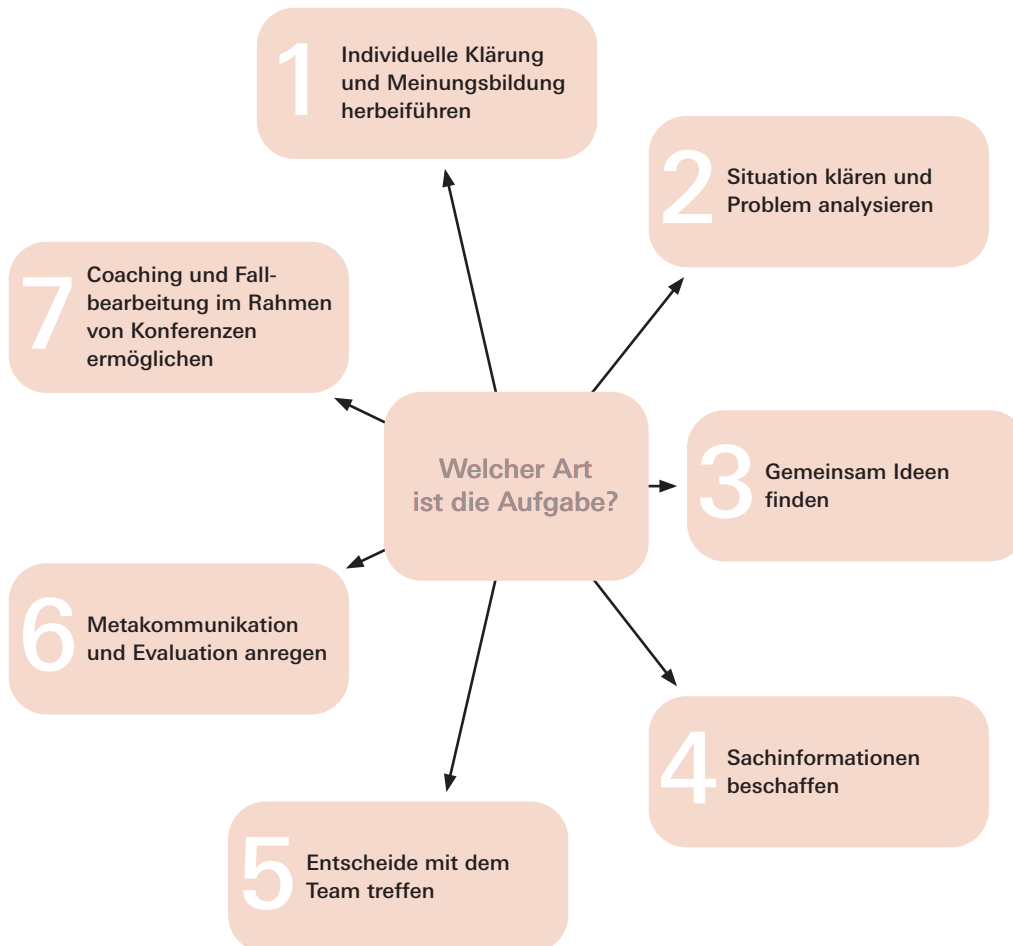 Welcher Art
ist die Aufgabe?
1
Individuelle Klärung
und Meinungsbildung
herbeiführen
2
Situation klären und
Problem analysieren
3
Gemeinsam Ideen
finden
4
Sachinformationen
beschaffen
5
Entscheide mit dem
Team treffen
6
Metakommunikation
und Evaluation anregen
7
Coaching und Fall-
bearbeitung im Rahmen
von Konferenzen
ermöglichen